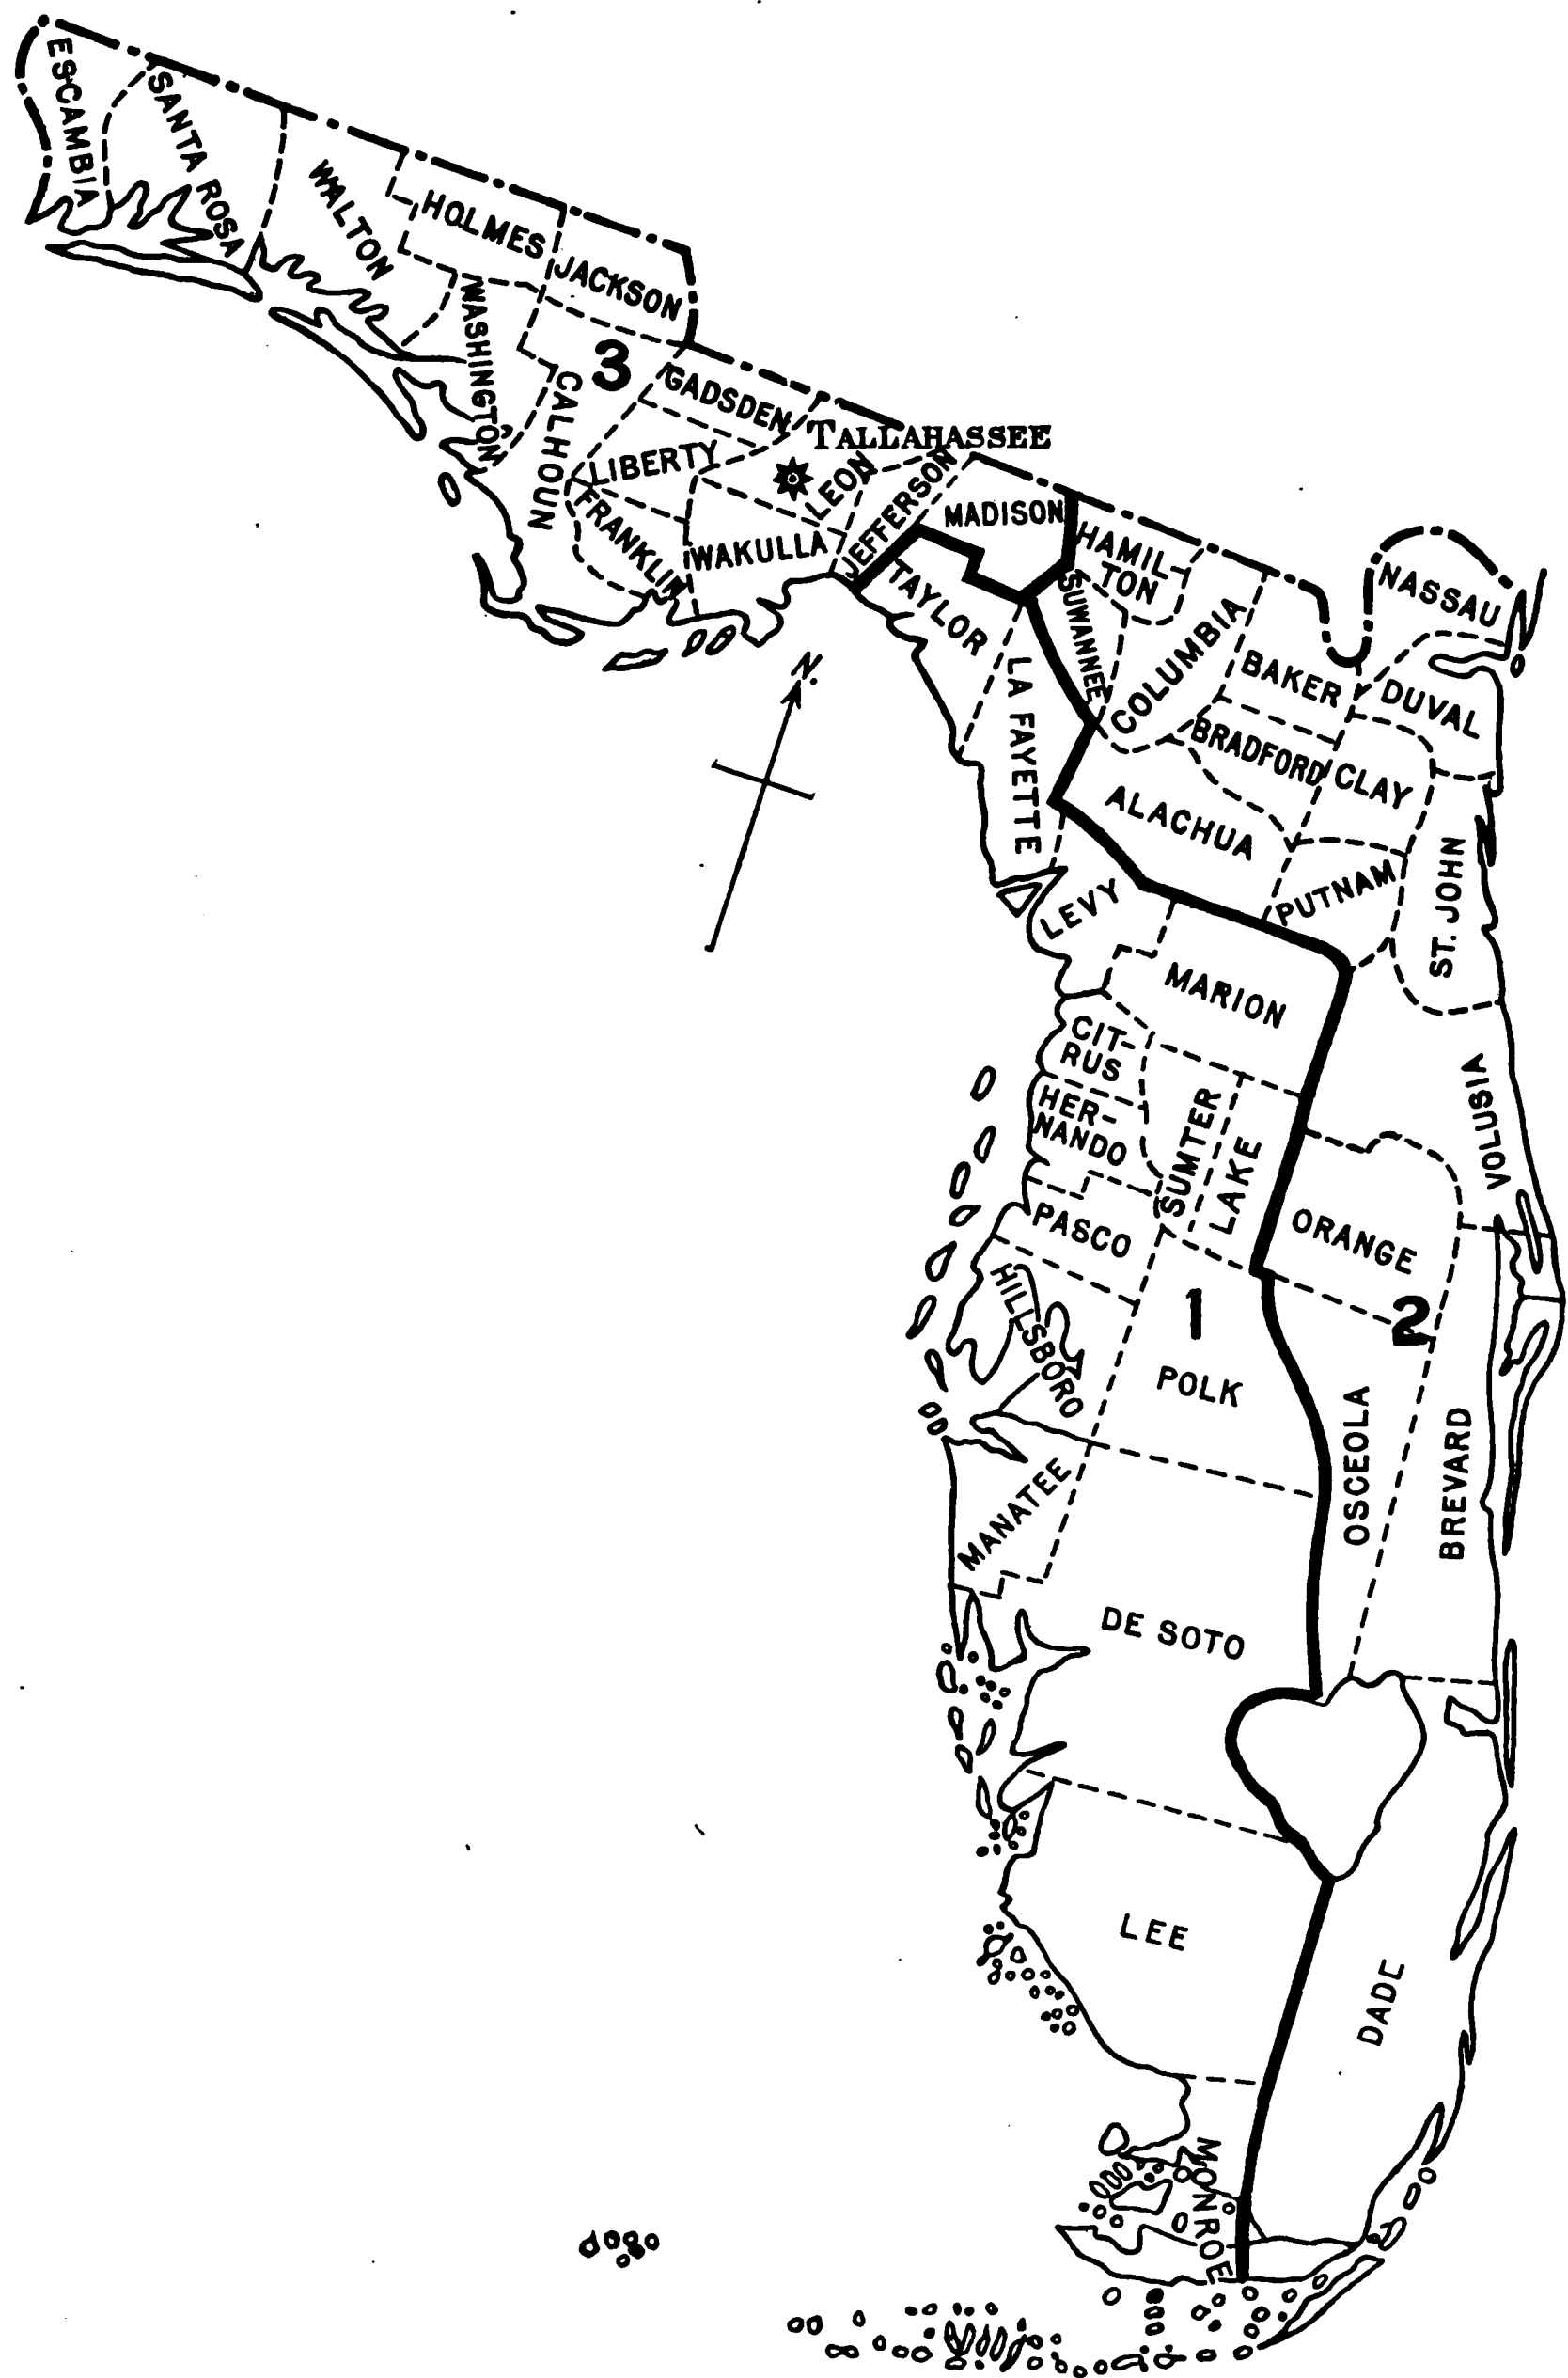 ESCAMBIA
SANTA ROSA
WALTON
HOLMES
JACKSON
WASHINGTON
3
CALHOUN
GADSDEN
TALLAHASSEE
LIBERTY
LEON
FRANKLIN
WAKULLA
JEFFERSON
MADISON
HAMIL-
TON
TAYLOR
SUWANNEE
NASSAU
COLUMBIA
BAKER
DUVAL
N.
LA FAYETTE
BRADFORD
CLAY
ALACHUA
PUTNAM
ST. JOHN
LEVY
MARION
CIT-
RUS
HER-
NANDO
SUMTER
LAKE
VOLUSIA
PASCO
ORANGE
HILLSBORO
1
2
POLK
OSCEOLA
BREVARD
MANATEE
DE SOTO
LEE
DADE
MONROE